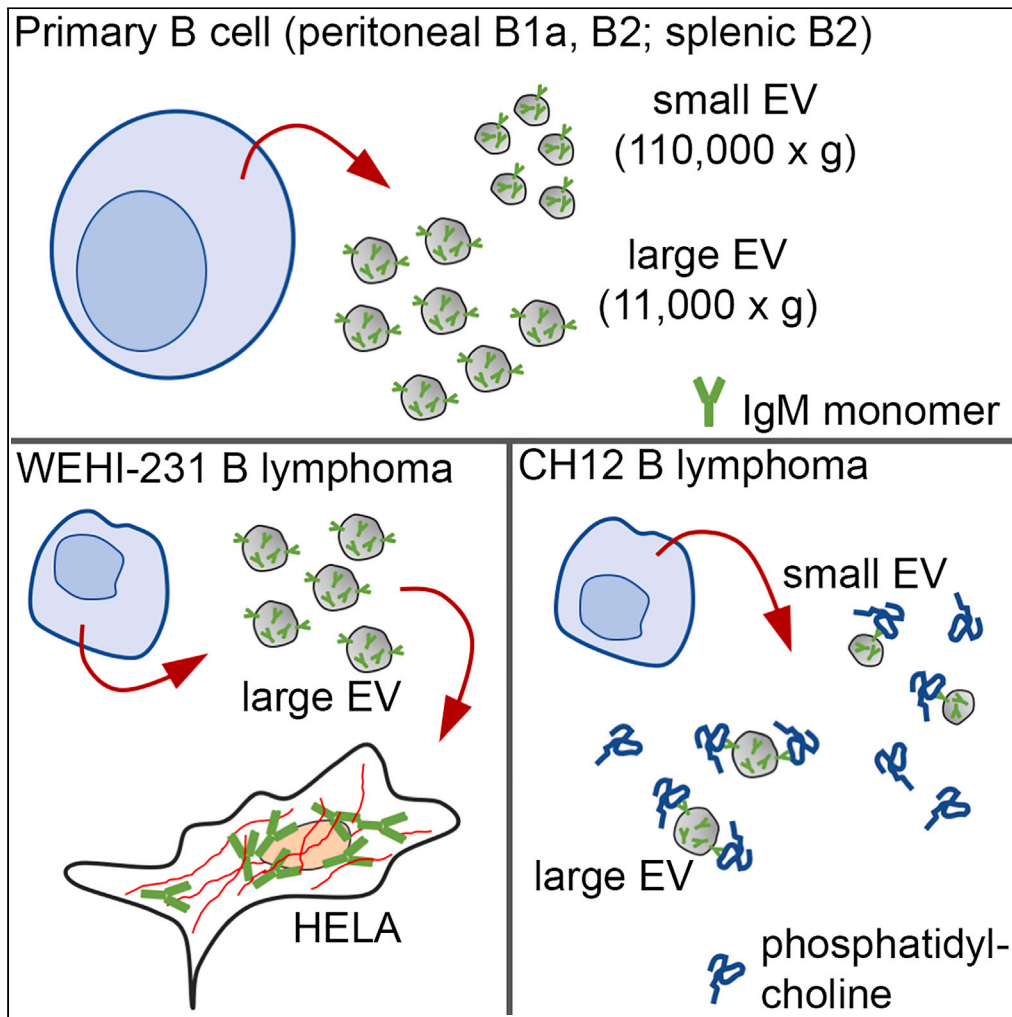 Primary B cell (peritoneal B1a, B2; splenic B2)
small EV
(110,000 x g)
large EV
(11,000 x g)
IgM monomer
WEHI-231 B lymphoma
large EV
HELA
CH12 B lymphoma
small EV
large EV
phosphatidyl-
choline